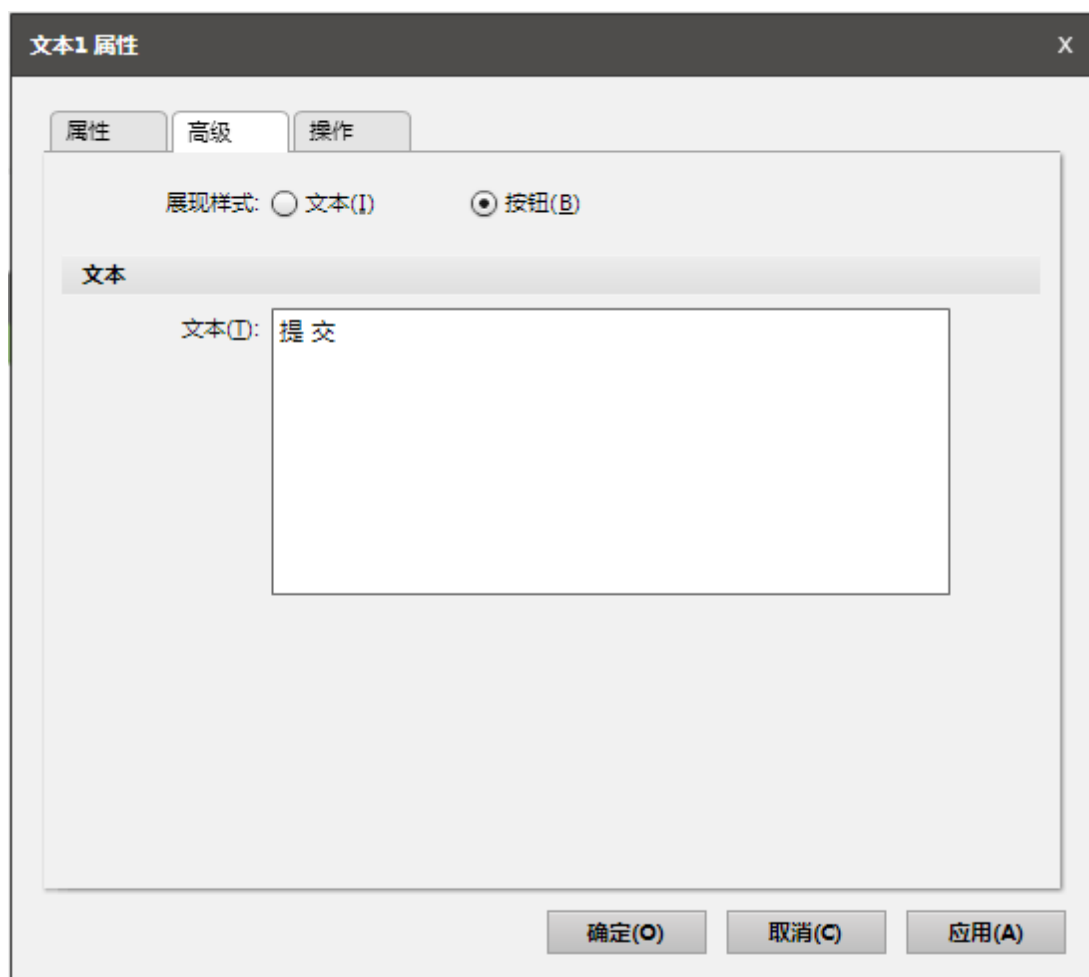 文本1 属性 X
属性 高级 操作
展现样式: 文本(I) 按钮(B)
文本
文本(T): 提 交
确定(O) 取消(C) 应用(A)